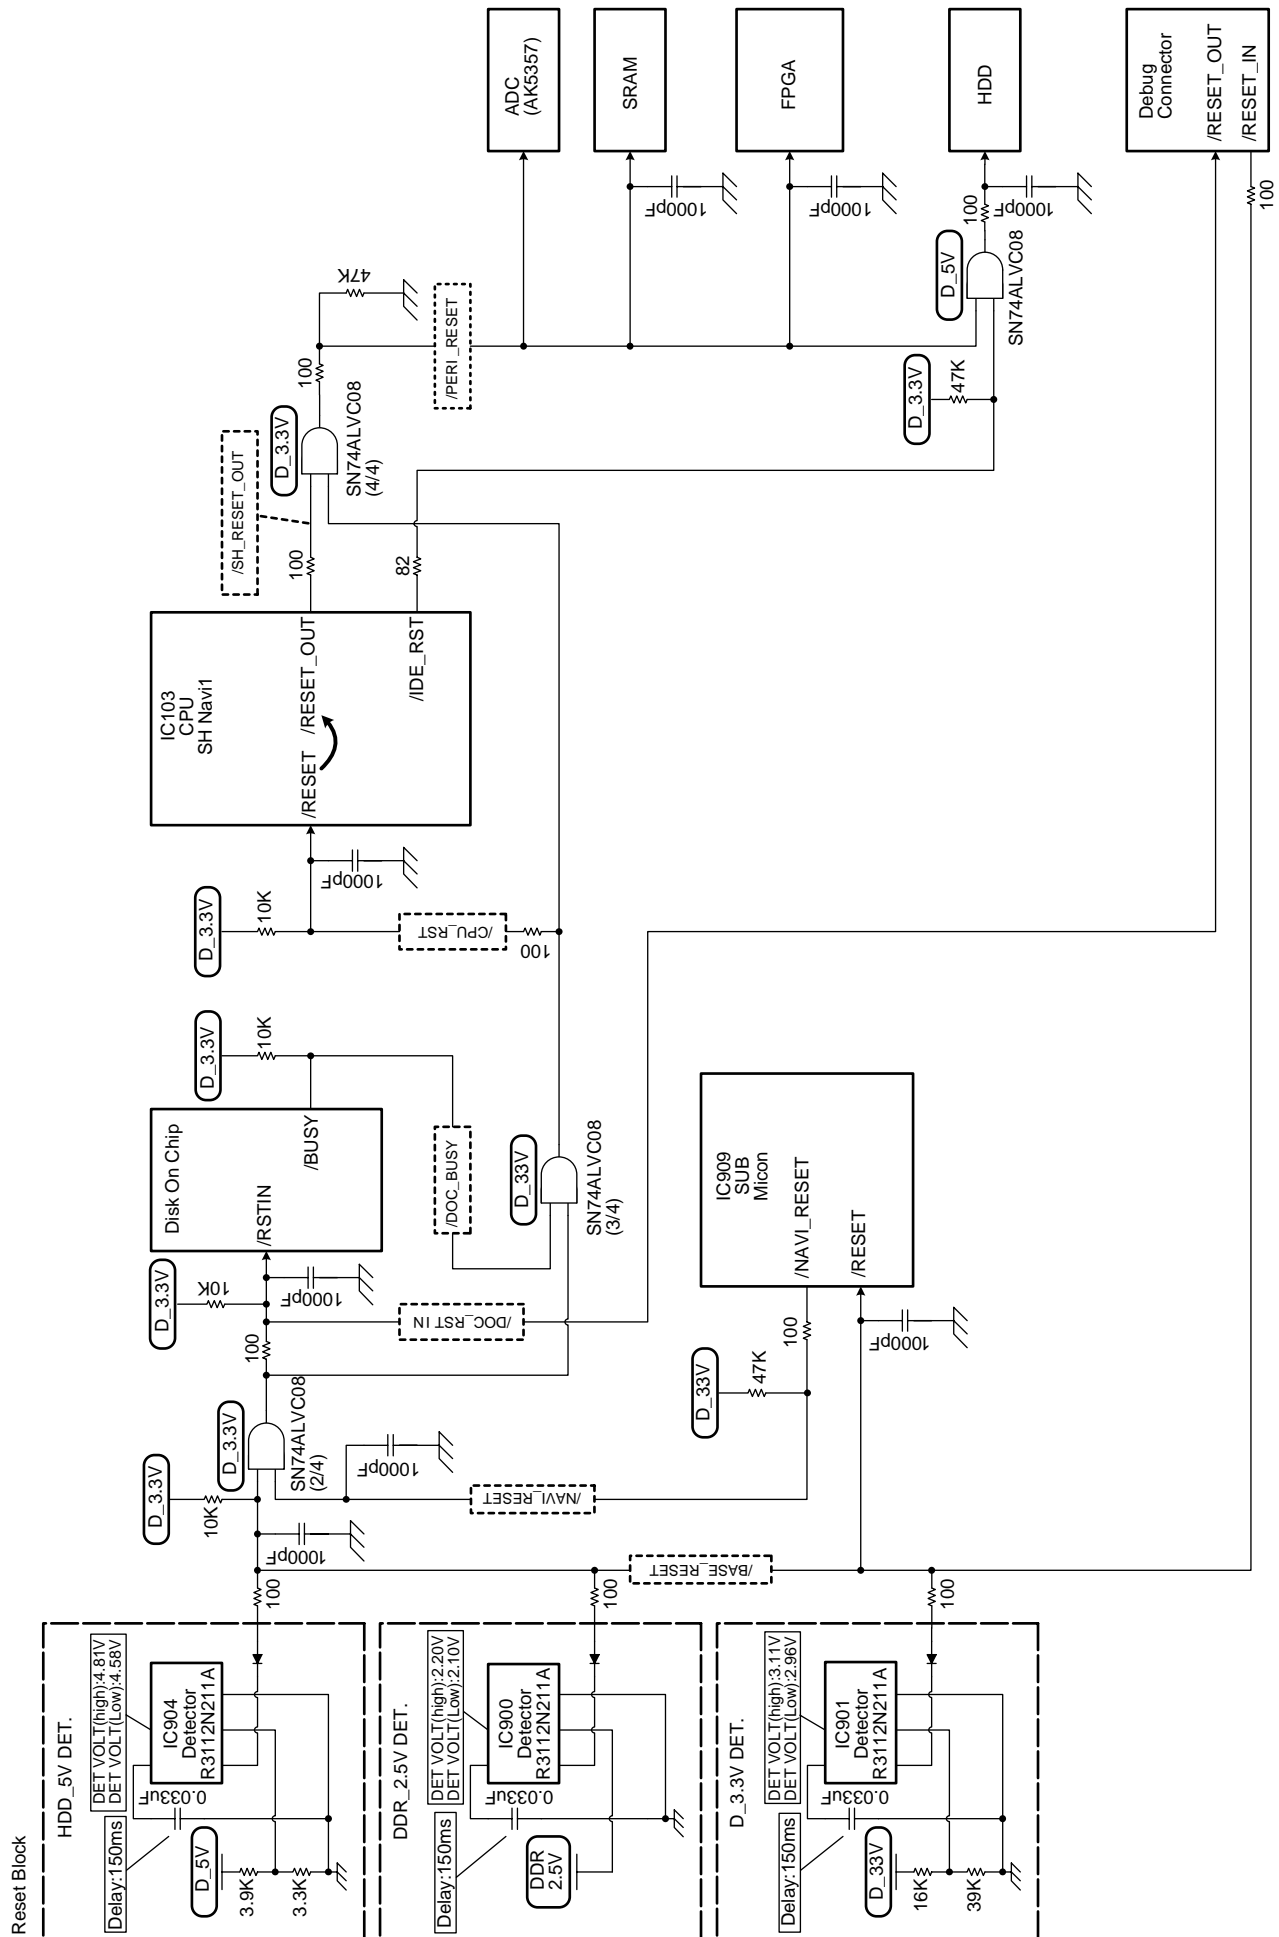 Reset Block
HDD_5V DET.
DET VOLT(high):4.81V
DET VOLT(Low):4.58V
Delay:150ms
IC904
Detector
R3112N211A
0.033uF
D_5V
3.9K
3.3K
100
DDR_2.5V DET.
DET VOLT(high):2.20V
DET VOLT(Low):2.10V
Delay:150ms
IC900
Detector
R3112N211A
0.033uF
DDR
2.5V
100
D_3.3V DET.
DET VOLT(high):3.11V
DET VOLT(Low):2.96V
Delay:150ms
IC901
Detector
R3112N211A
0.033uF
D_33V
16K
39K
100
/BASE_RESET
D_3.3V
10K
1000pF
D_3.3V
SN74ALVC08
(2/4)
1000pF
/NAVI_RESET
100
D_3.3V
10K
1000pF
/DOC_RST IN
Disk On Chip
/RSTIN
/BUSY
D_3.3V
10K
/DOC_BUSY
D_33V
SN74ALVC08
(3/4)
D_33V
47K
100
1000pF
IC909
SUB
Micon
/NAVI_RESET
/RESET
D_3.3V
10K
/CPU_RST
100
1000pF
IC103
CPU
SH Navi1
/RESET
/RESET_OUT
/IDE_RST
100
82
/SH_RESET_OUT
D_3.3V
SN74ALVC08
(4/4)
100
47K
/PERI_RESET
D_3.3V
47K
D_5V
SN74ALVC08
100
1000pF
1000pF
1000pF
ADC
(AK5357)
SRAM
FPGA
HDD
Debug
Connector
/RESET_OUT
/RESET_IN
100